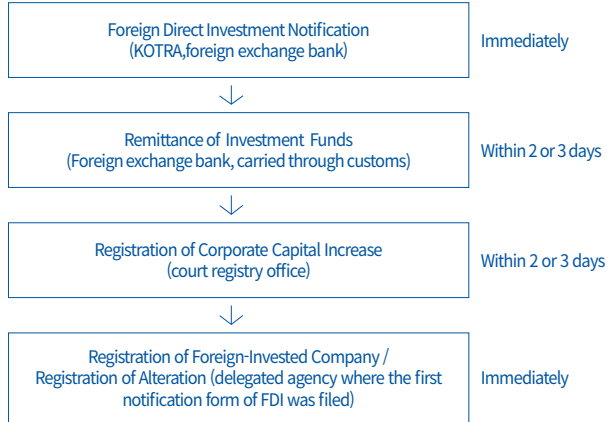 Foreign Direct Investment Notification
(KOTRA,foreign exchange bank)
Immediately
Remittance of Investment Funds
(Foreign exchange bank, carried through customs)
Within 2 or 3 days
Registration of Corporate Capital Increase
(court registry office)
Within 2 or 3 days
Registration of Foreign-Invested Company /
Registration of Alteration (delegated agency where the first
notification form of FDI was filed)
Immediately